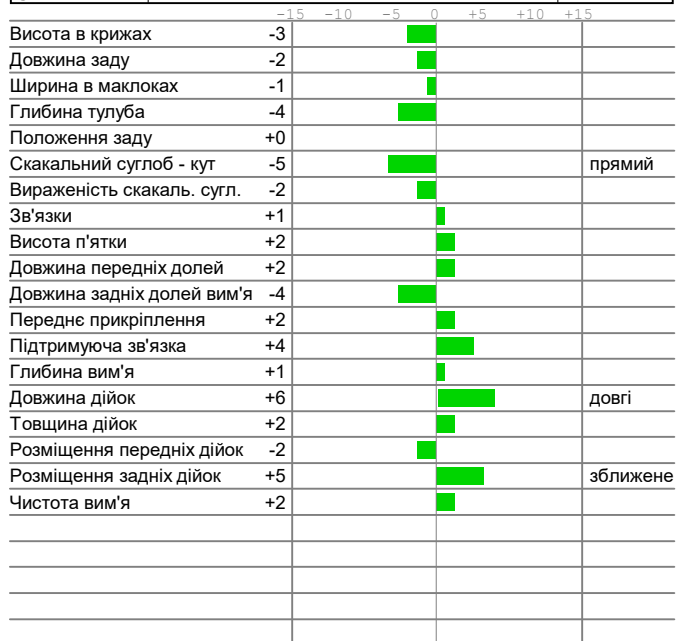 -15 -10 -5 0 +5 +10 +15
Висота в крижах -3
Довжина заду -2
Ширина в маклоках -1
Глибина тулуба -4
Положення заду +0
Скакальний суглоб - кут -5 прямий
Вираженість скакаль. сугл. -2
Зв'язки +1
Висота п'ятки +2
Довжина передніх долей +2
Довжина задніх долей вим'я -4
Переднє прикріплення +2
Підтримуюча зв'язка +4
Глибина вим'я +1
Довжина дійок +6 довгі
Товщина дійок +2
Розміщення передніх дійок -2
Розміщення задніх дійок +5 зближене
Чистота вим'я +2